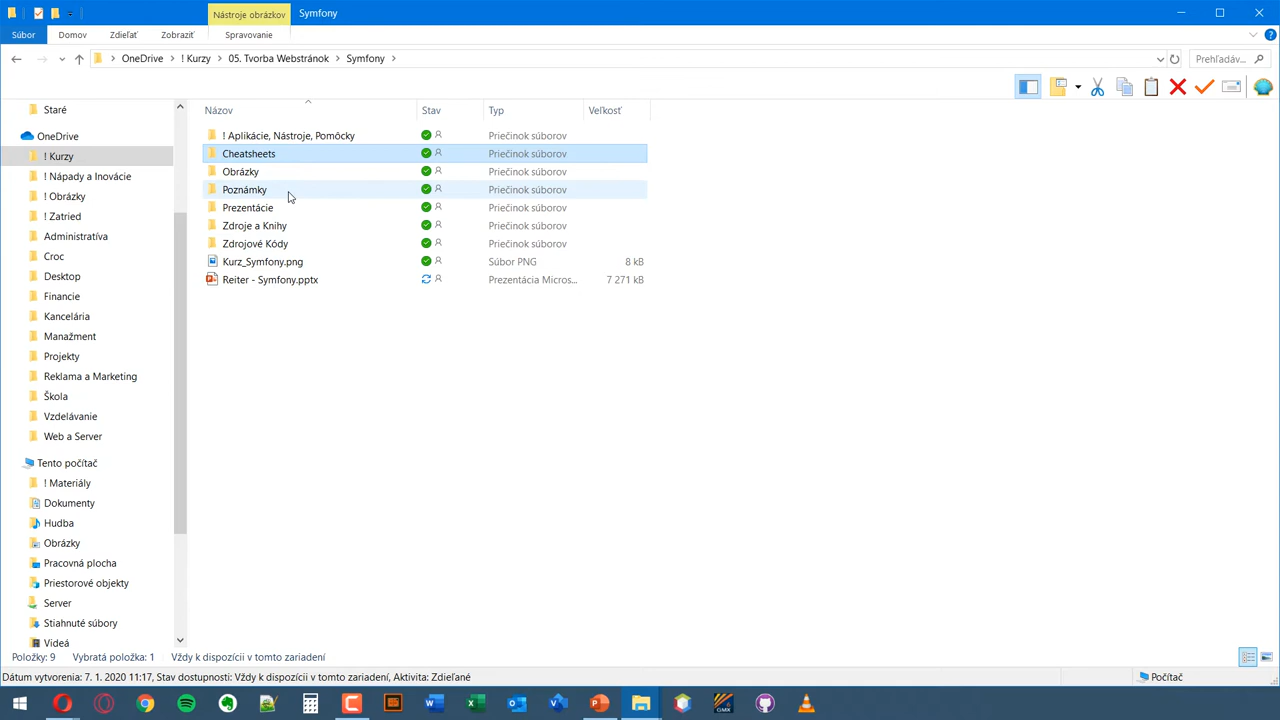 Nástroje obrázkov
Symfony
Súbor
Domov
Zdieľať
Zobraziť
Spravovanie
OneDrive > ! Kurzy > 05. Tvorba Webstránok > Symfony >
Prehľadáv...
Staré
OneDrive
! Kurzy
! Nápady a Inovácie
! Obrázky
! Zatried
Administratíva
Croc
Desktop
Financie
Kancelária
Manažment
Projekty
Reklama a Marketing
Škola
Vzdelávanie
Web a Server
Tento počítač
! Materiály
Dokumenty
Hudba
Obrázky
Pracovná plocha
Priestorové objekty
Server
Stiahnuté súbory
Videá
Názov Stav Typ Veľkosť
! Aplikácie, Nástroje, Pomôcky Priečinok súborov
Cheatsheets Priečinok súborov
Obrázky Priečinok súborov
Poznámky Priečinok súborov
Prezentácie Priečinok súborov
Zdroje a Knihy Priečinok súborov
Zdrojové Kódy Priečinok súborov
Kurz_Symfony.png Súbor PNG 8 kB
Reiter - Symfony.pptx Prezentácia Micros... 7 271 kB
Položky: 9 Vybratá položka: 1 Vždy k dispozícii v tomto zariadení
Dátum vytvorenia: 7. 1. 2020 11:17, Stav dostupnosti: Vždy k dispozícii v tomto zariadení, Aktivita: Zdieľané
Počítač
GMX